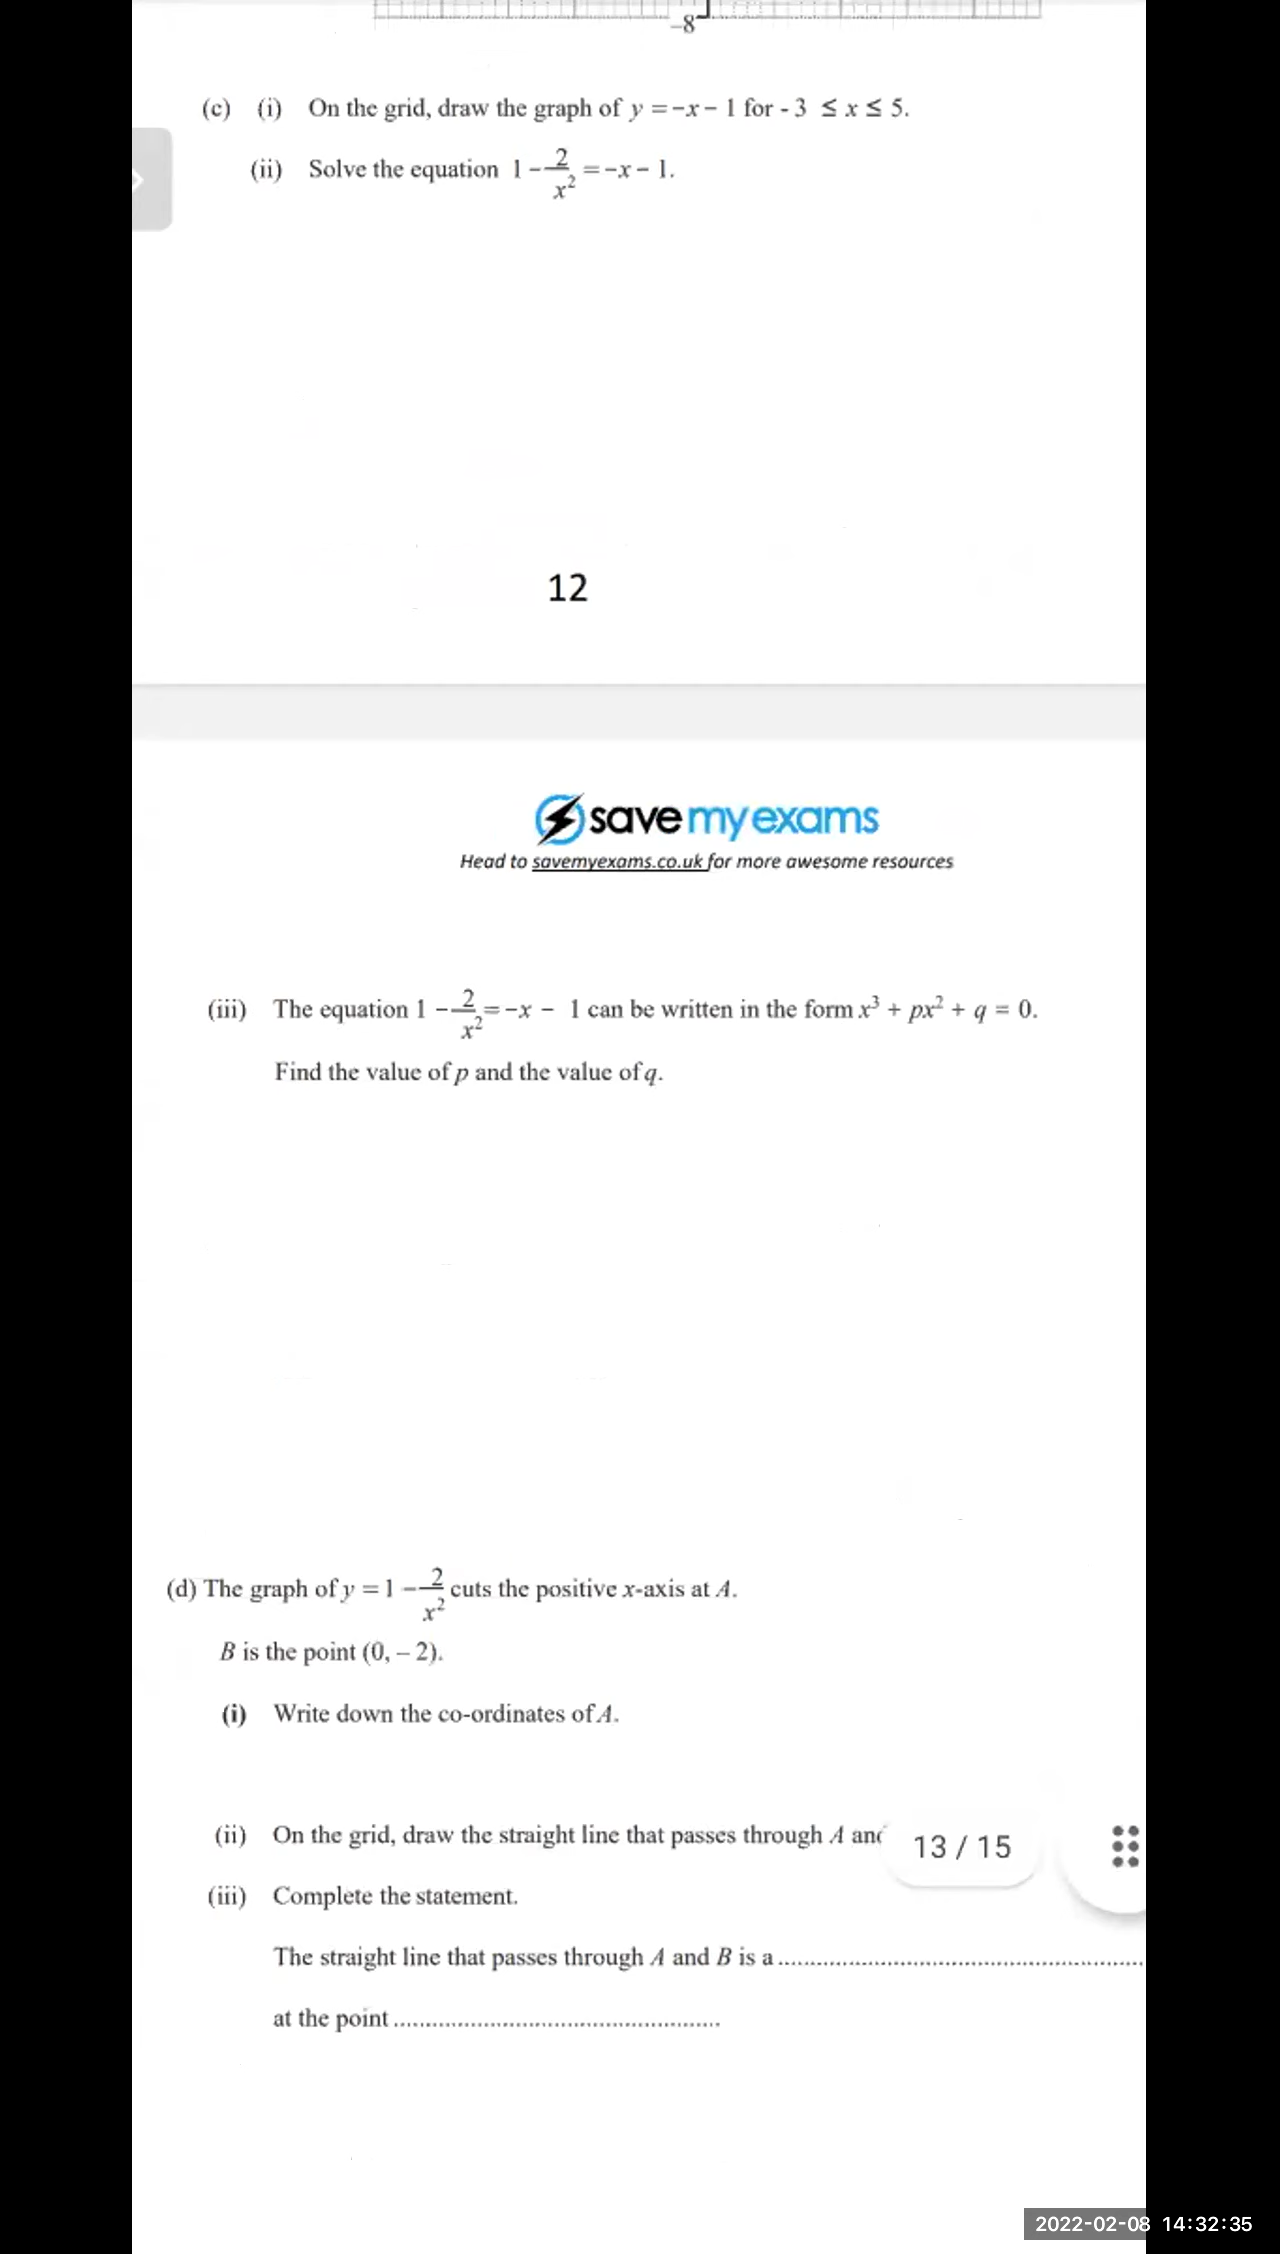 -8
(c) (i) On the grid, draw the graph of y = −x − 1 for - 3 ≤ x ≤ 5.
(ii) Solve the equation 1 − 2/x² = −x − 1.
12
save my exams
Head to savemyexams.co.uk for more awesome resources
(iii) The equation 1 − 2/x² = −x − 1 can be written in the form x³ + px² + q = 0.
Find the value of p and the value of q.
(d) The graph of y = 1 − 2/x² cuts the positive x-axis at A.
B is the point (0, − 2).
(i) Write down the co-ordinates of A.
(ii) On the grid, draw the straight line that passes through A
13 / 15
(iii) Complete the statement.
The straight line that passes through A and B is a ..........................................................
at the point ....................................................
2022-02-08 14:32:35